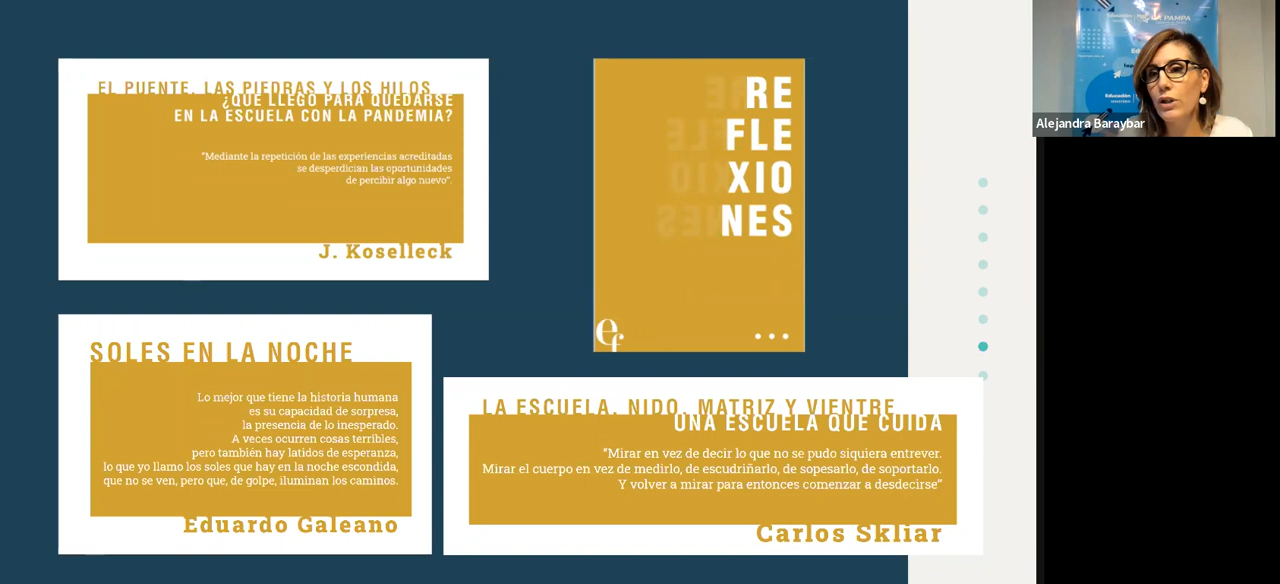 EL PUENTE, LAS PIEDRAS Y LOS HILOS
¿QUÉ LLEGÓ PARA QUEDARSE
EN LA ESCUELA CON LA PANDEMIA?
"Mediante la repetición de las experiencias acreditadas
se desperdician las oportunidades
de percibir algo nuevo".
J. Koselleck
RE
FLE
XIO
NES
ef
SOLES EN LA NOCHE
Lo mejor que tiene la historia humana
es su capacidad de sorpresa,
la presencia de lo inesperado.
A veces ocurren cosas terribles,
pero también hay latidos de esperanza,
lo que yo llamo los soles que hay en la noche escondida,
que no se ven, pero que, de golpe, iluminan los caminos.
Eduardo Galeano
LA ESCUELA, NIDO, MATRIZ Y VIENTRE
UNA ESCUELA QUE CUIDA
"Mirar en vez de decir lo que no se pudo siquiera entrever.
Mirar el cuerpo en vez de medirlo, de escudriñarlo, de sopesarlo, de soportarlo.
Y volver a mirar para entonces comenzar a desdecirse"
Carlos Skliar
PAMPA
Educación
Alejandra Baraybar